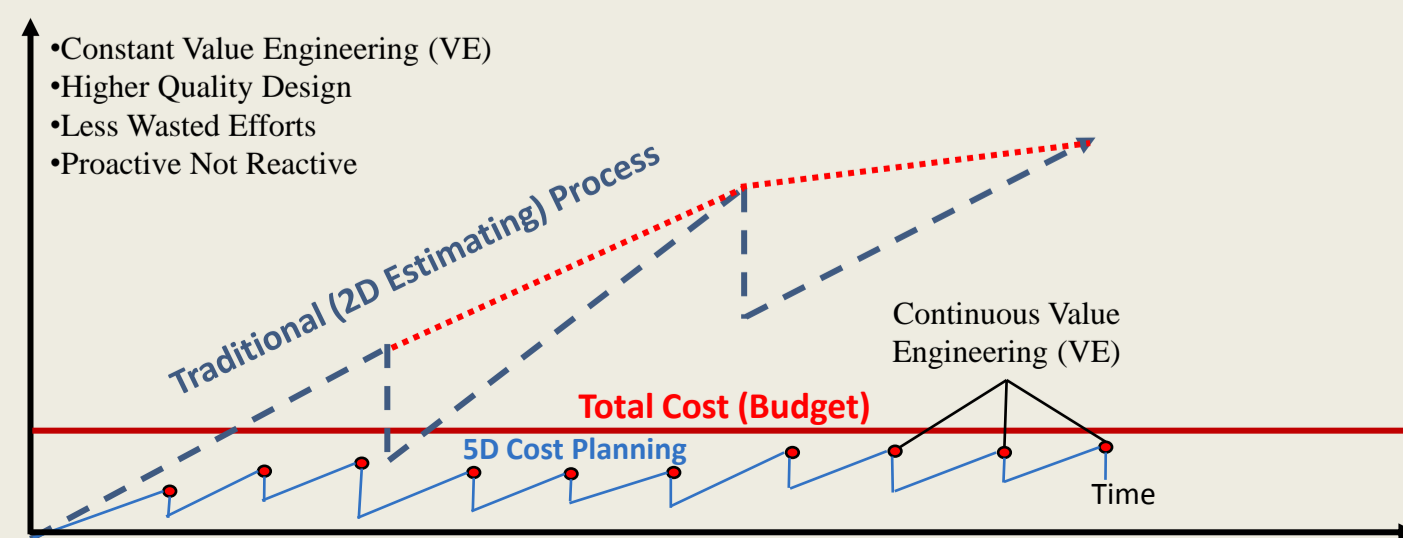 •Constant Value Engineering (VE)
•Higher Quality Design
•Less Wasted Efforts
•Proactive Not Reactive
Traditional (2D Estimating) Process
Continuous Value
Engineering (VE)
Total Cost (Budget)
5D Cost Planning
Time